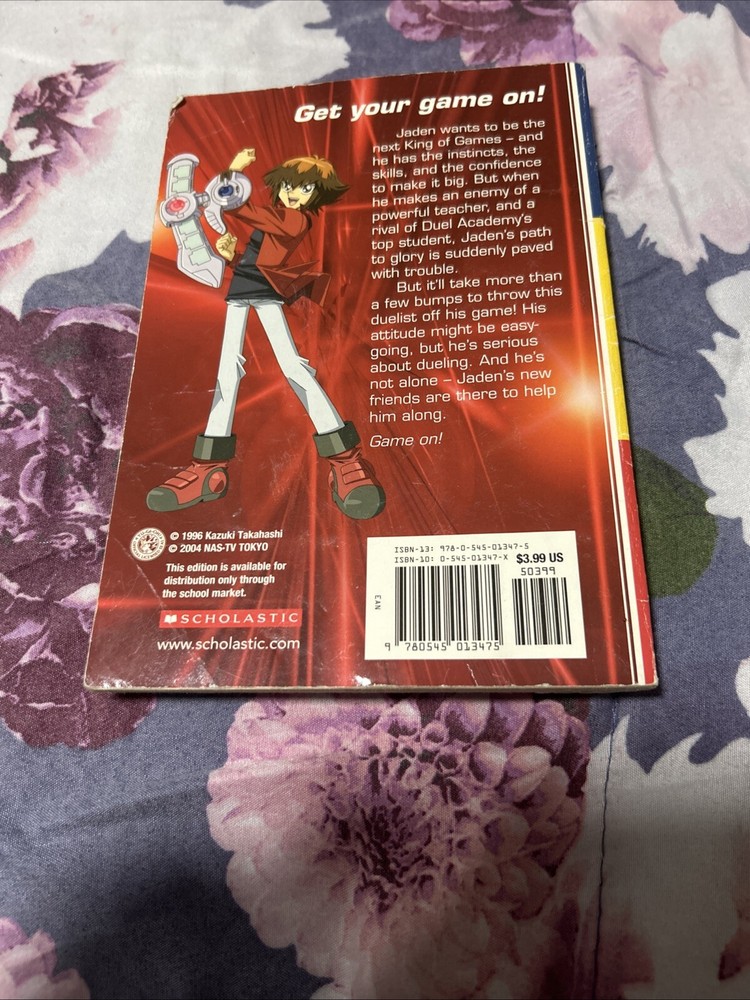 Get your game on!
Jaden wants to be the
next King of Games – and
he has the instincts, the
skills, and the confidence
to make it big. But when
he makes an enemy of a
powerful teacher, and a
rival of Duel Academy's
top student, Jaden's path
to glory is suddenly paved
with trouble.
But it'll take more than
a few bumps to throw this
duelist off his game! His
attitude might be easy-
going, but he's serious
about dueling. And he's
not alone – Jaden's new
friends are there to help
him along.
Game on!
© 1996 Kazuki Takahashi
© 2004 NAS-TV TOKYO
This edition is available for
distribution only through
the school market.
SCHOLASTIC
www.scholastic.com
ISBN-13: 978-0-545-01347-5
ISBN-10: 0-545-01347-X
$3.99 US
50399
EAN
9 780545 013475